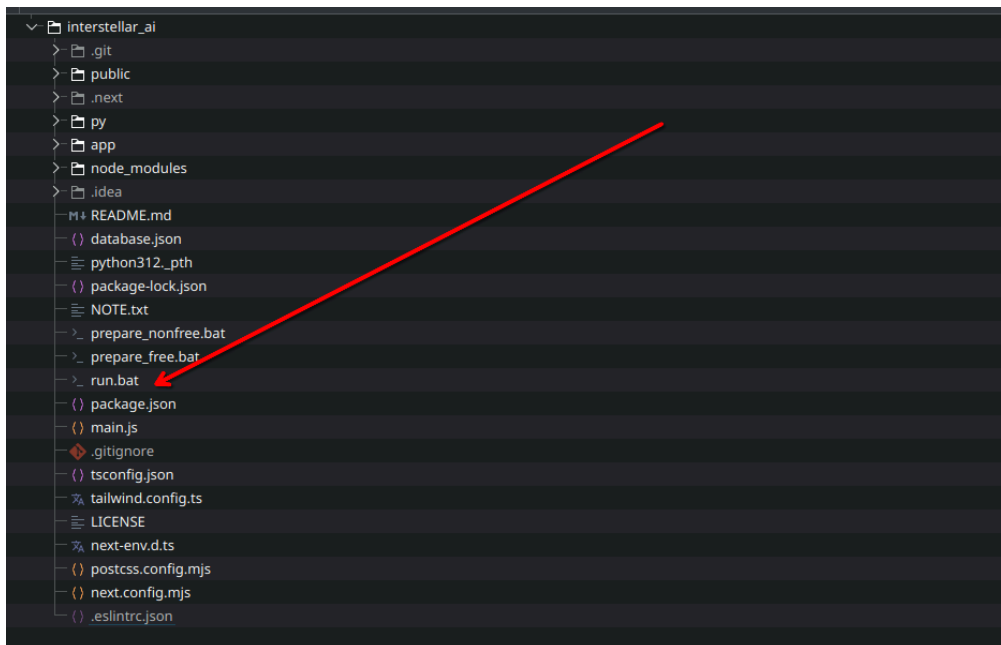 interstellar_ai
.git
public
.next
py
app
node_modules
.idea
M↓ README.md
database.json
python312._pth
package-lock.json
NOTE.txt
prepare_nonfree.bat
prepare_free.bat
run.bat
package.json
main.js
.gitignore
tsconfig.json
tailwind.config.ts
LICENSE
next-env.d.ts
postcss.config.mjs
next.config.mjs
.eslintrc.json